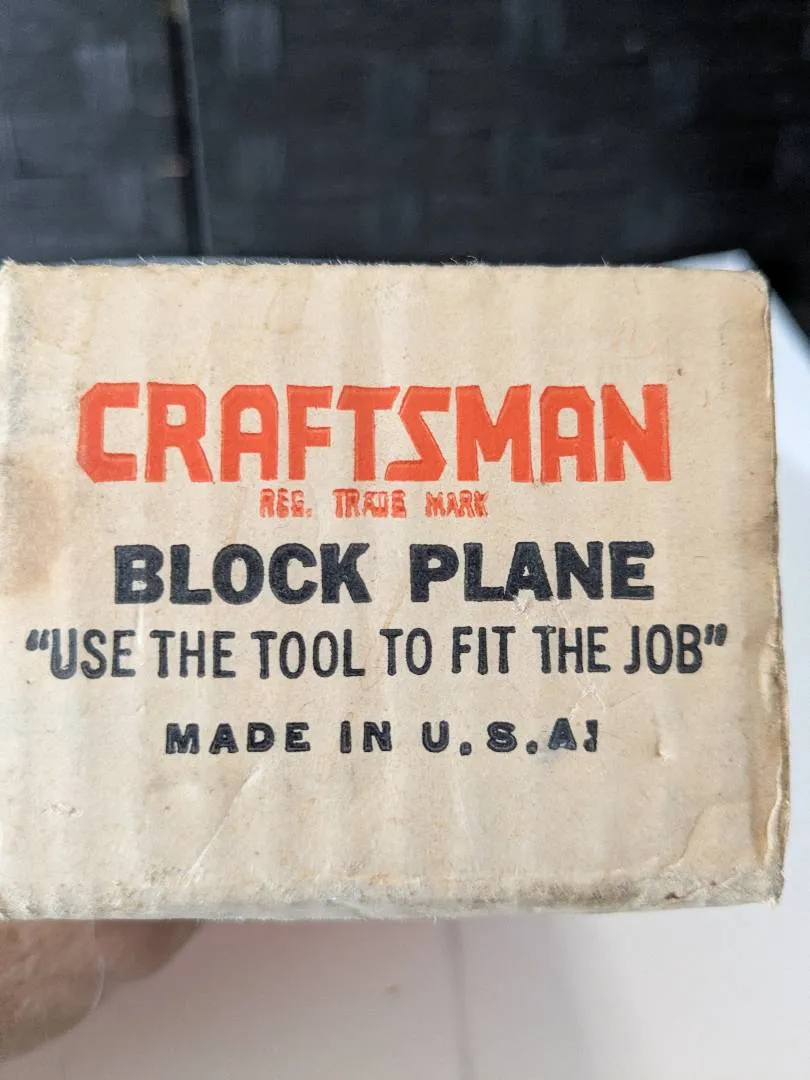 CRAFTSMAN
REG. TRADE MARK
BLOCK PLANE
"USE THE TOOL TO FIT THE JOB"
MADE IN U.S.A.